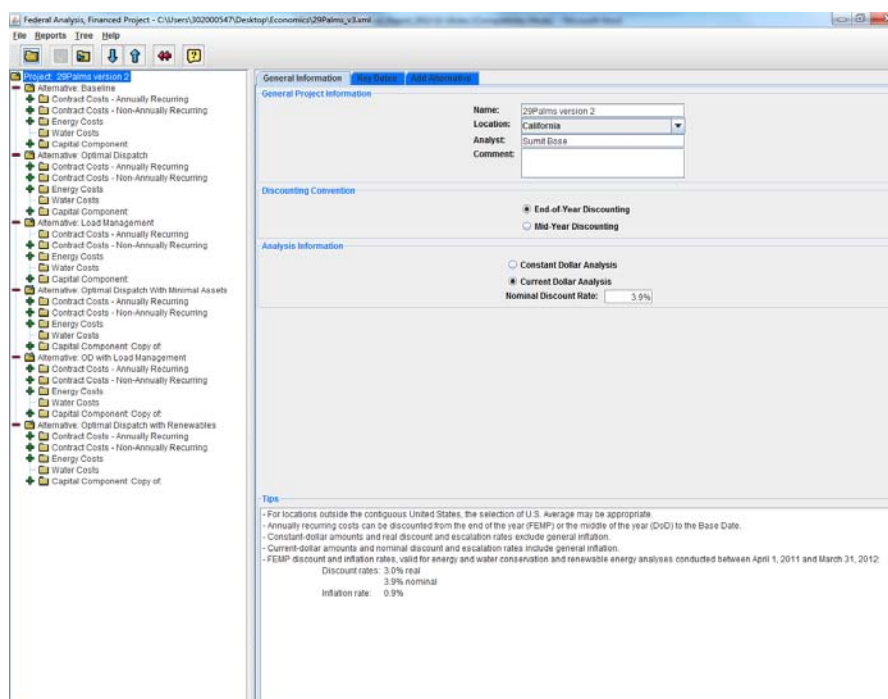 Federal Analysis, Financed Project - C:\Users\302000547\Desktop\Economics\29Palms_v3.xml
File Reports Tree Help
Project: 29Palms version 2
Alternative: Baseline
Contract Costs - Annually Recurring
Contract Costs - Non-Annually Recurring
Energy Costs
Water Costs
Capital Component
Alternative: Optimal Dispatch
Contract Costs - Annually Recurring
Contract Costs - Non-Annually Recurring
Energy Costs
Water Costs
Capital Component
Alternative: Load Management
Contract Costs - Annually Recurring
Contract Costs - Non-Annually Recurring
Energy Costs
Water Costs
Capital Component
Alternative: Optimal Dispatch With Minimal Assets
Contract Costs - Annually Recurring
Contract Costs - Non-Annually Recurring
Energy Costs
Water Costs
Capital Component: Copy of:
Alternative: OD with Load Management
Contract Costs - Annually Recurring
Contract Costs - Non-Annually Recurring
Energy Costs
Water Costs
Capital Component: Copy of:
Alternative: Optimal Dispatch with Renewables
Contract Costs - Annually Recurring
Contract Costs - Non-Annually Recurring
Energy Costs
Water Costs
Capital Component: Copy of:
General Information Key Dates Add Alternative
General Project Information
Name: 29Palms version 2
Location: California
Analyst: Sumit Bose
Comment:
Discounting Convention
End-of-Year Discounting
Mid-Year Discounting
Analysis Information
Constant Dollar Analysis
Current Dollar Analysis
Nominal Discount Rate: 3.9%
Tips
- For locations outside the contiguous United States, the selection of U.S. Average may be appropriate.
- Annually recurring costs can be discounted from the end of the year (FEMP) or the middle of the year (DoD) to the Base Date.
- Constant-dollar amounts and real discount and escalation rates exclude general inflation.
- Current-dollar amounts and nominal discount and escalation rates include general inflation.
- FEMP discount and inflation rates, valid for energy and water conservation and renewable energy analyses conducted between April 1, 2011 and March 31, 2012:
Discount rates: 3.0% real
3.9% nominal
Inflation rate: 0.9%